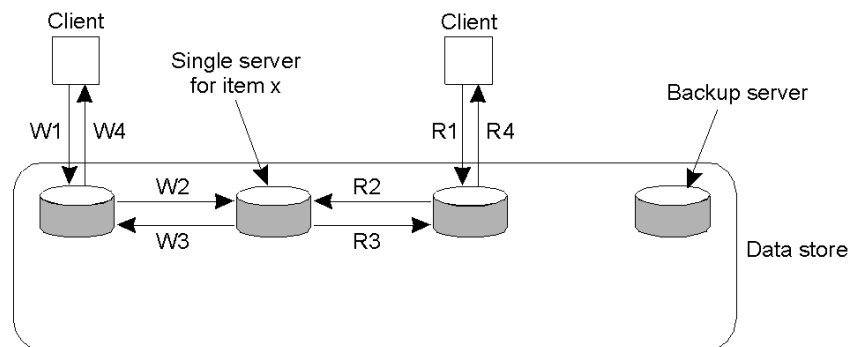 Client
Single server
for item x
Client
Backup server
W1
W4
R1
R4
W2
R2
W3
R3
Data store